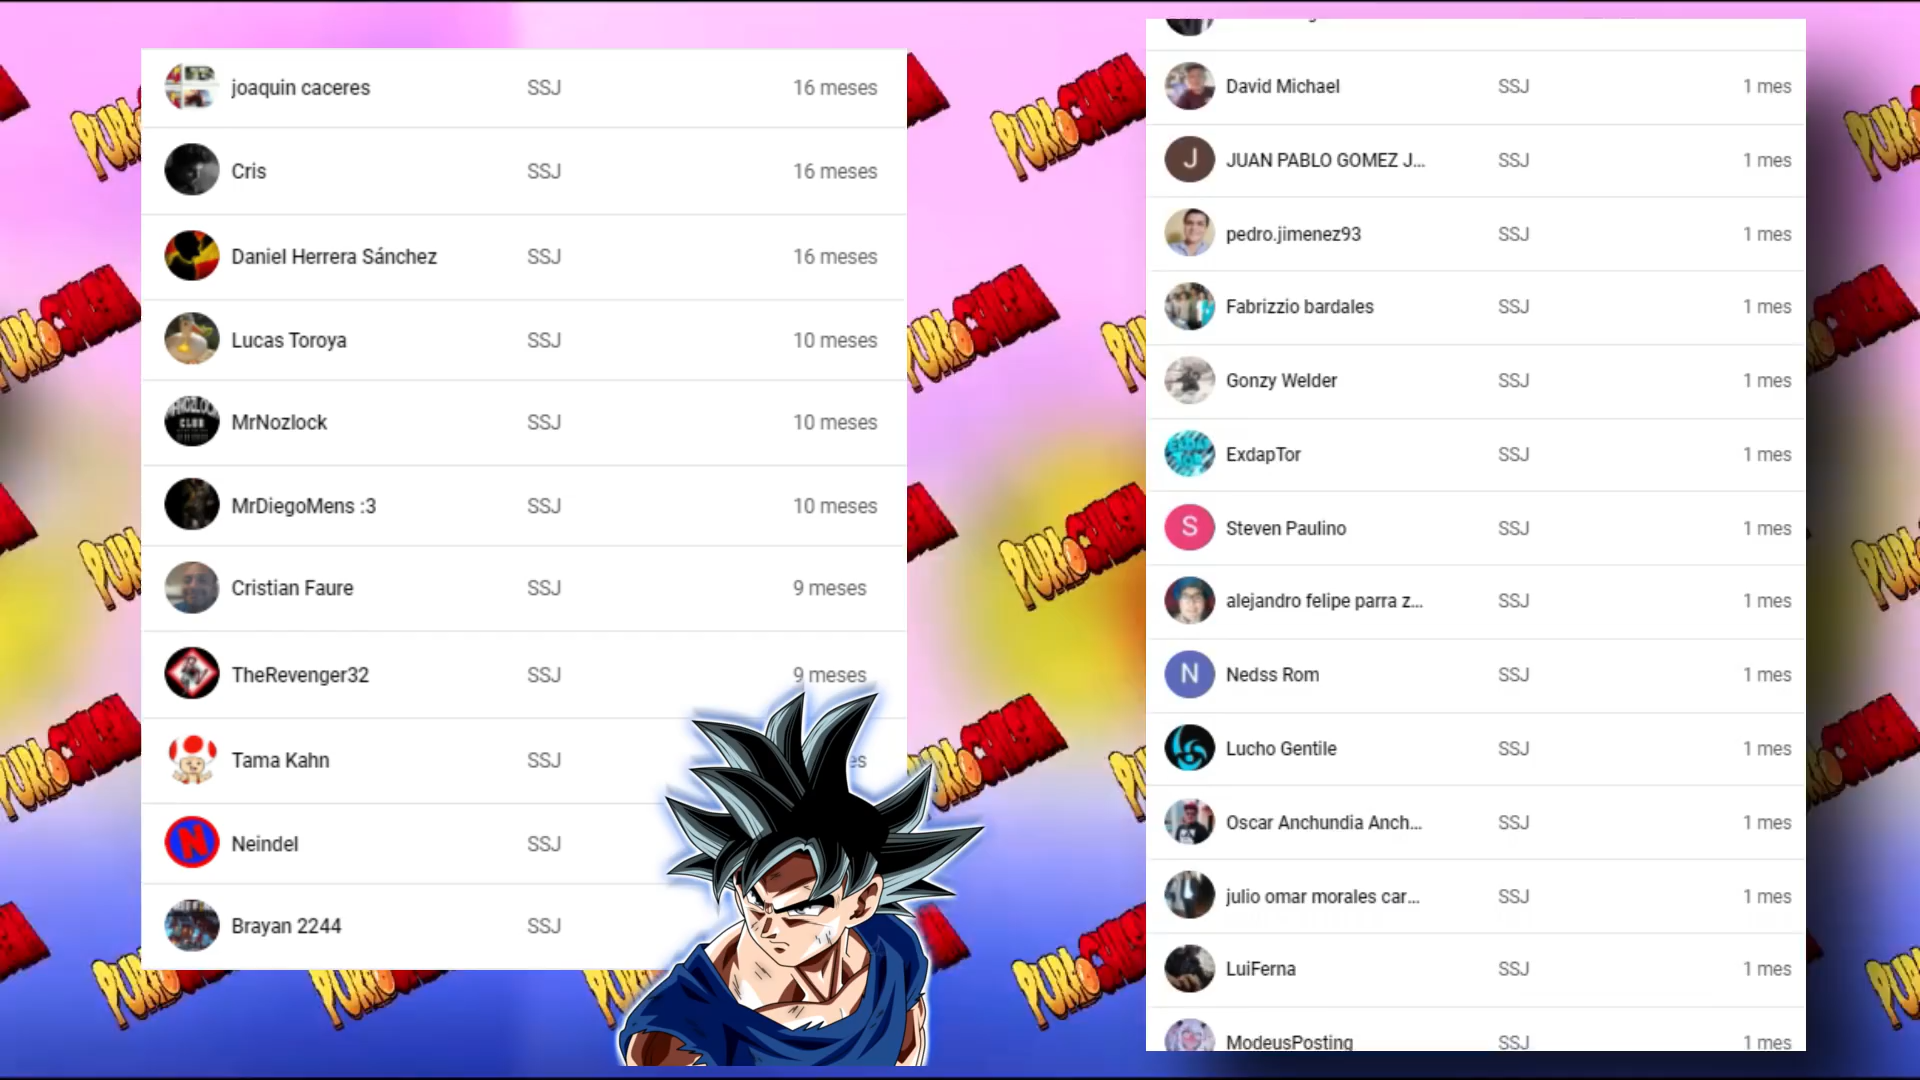 joaquin caceres SSJ 16 meses
Cris SSJ 16 meses
Daniel Herrera Sánchez SSJ 16 meses
Lucas Toroya SSJ 10 meses
MrNozlock SSJ 10 meses
MrDiegoMens :3 SSJ 10 meses
Cristian Faure SSJ 9 meses
TheRevenger32 SSJ 9 meses
Tama Kahn SSJ es
Neindel SSJ
Brayan 2244 SSJ
David Michael SSJ 1 mes
J JUAN PABLO GOMEZ J... SSJ 1 mes
pedro.jimenez93 SSJ 1 mes
Fabrizzio bardales SSJ 1 mes
Gonzy Welder SSJ 1 mes
ExdapTor SSJ 1 mes
S Steven Paulino SSJ 1 mes
alejandro felipe parra z... SSJ 1 mes
N Nedss Rom SSJ 1 mes
Lucho Gentile SSJ 1 mes
Oscar Anchundia Anch... SSJ 1 mes
julio omar morales car... SSJ 1 mes
LuiFerna SSJ 1 mes
ModeusPosting SSJ 1 mes